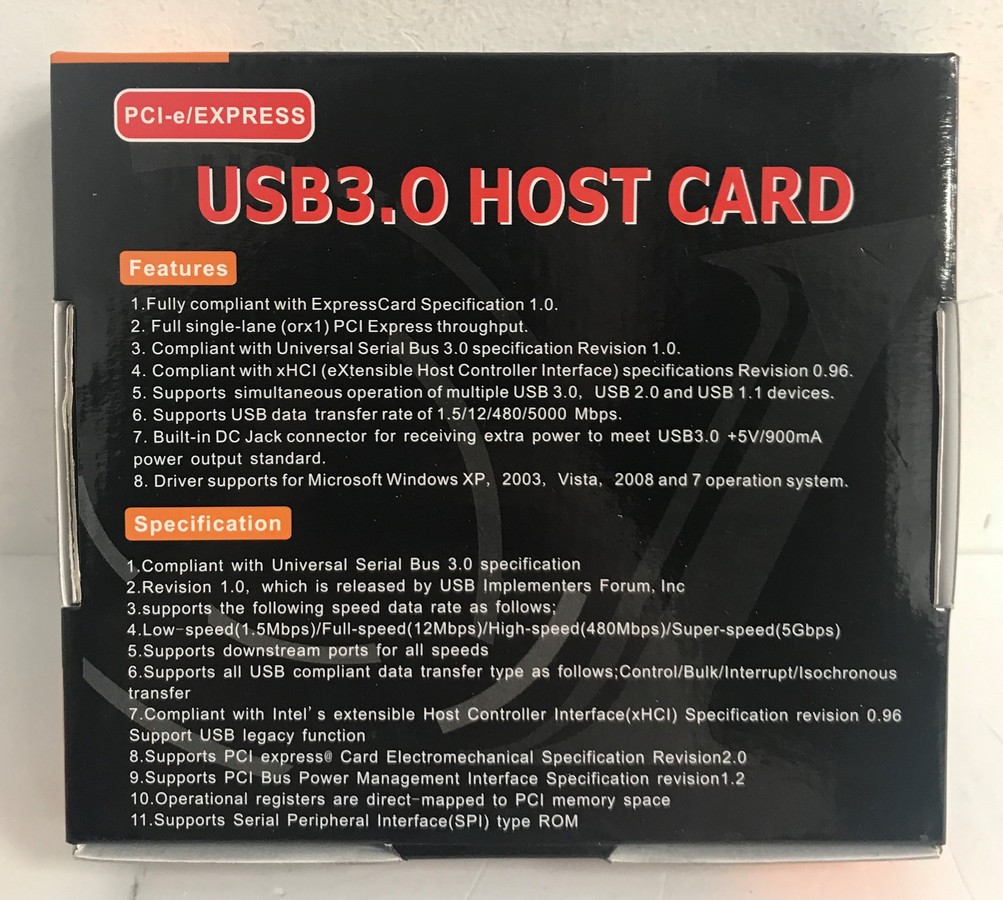 PCI-e/EXPRESS
USB3.0 HOST CARD
Features
1.Fully compliant with ExpressCard Specification 1.0.
2. Full single-lane (orx1) PCI Express throughput.
3. Compliant with Universal Serial Bus 3.0 specification Revision 1.0.
4. Compliant with xHCI (eXtensible Host Controller Interface) specifications Revision 0.96.
5. Supports simultaneous operation of multiple USB 3.0, USB 2.0 and USB 1.1 devices.
6. Supports USB data transfer rate of 1.5/12/480/5000 Mbps.
7. Built-in DC Jack connector for receiving extra power to meet USB3.0 +5V/900mA
power output standard.
8. Driver supports for Microsoft Windows XP, 2003, Vista, 2008 and 7 operation system.
Specification
1.Compliant with Universal Serial Bus 3.0 specification
2.Revision 1.0, which is released by USB Implementers Forum, Inc
3.supports the following speed data rate as follows;
4.Low-speed(1.5Mbps)/Full-speed(12Mbps)/High-speed(480Mbps)/Super-speed(5Gbps)
5.Supports downstream ports for all speeds
6.Supports all USB compliant data transfer type as follows;Control/Bulk/Interrupt/Isochronous
transfer
7.Compliant with Intel's extensible Host Controller Interface(xHCI) Specification revision 0.96
Support USB legacy function
8.Supports PCI express@ Card Electromechanical Specification Revision2.0
9.Supports PCI Bus Power Management Interface Specification revision1.2
10.Operational registers are direct-mapped to PCI memory space
11.Supports Serial Peripheral Interface(SPI) type ROM